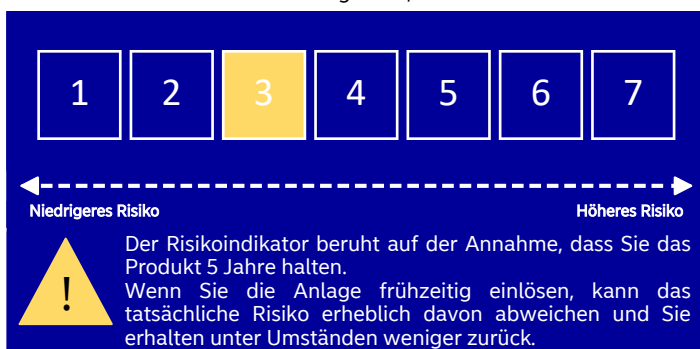 1 2 3 4 5 6 7
Niedrigeres Risiko Höheres Risiko
Der Risikoindikator beruht auf der Annahme, dass Sie das
Produkt 5 Jahre halten.
!
Wenn Sie die Anlage frühzeitig einlösen, kann das
tatsächliche Risiko erheblich davon abweichen und Sie
erhalten unter Umständen weniger zurück.